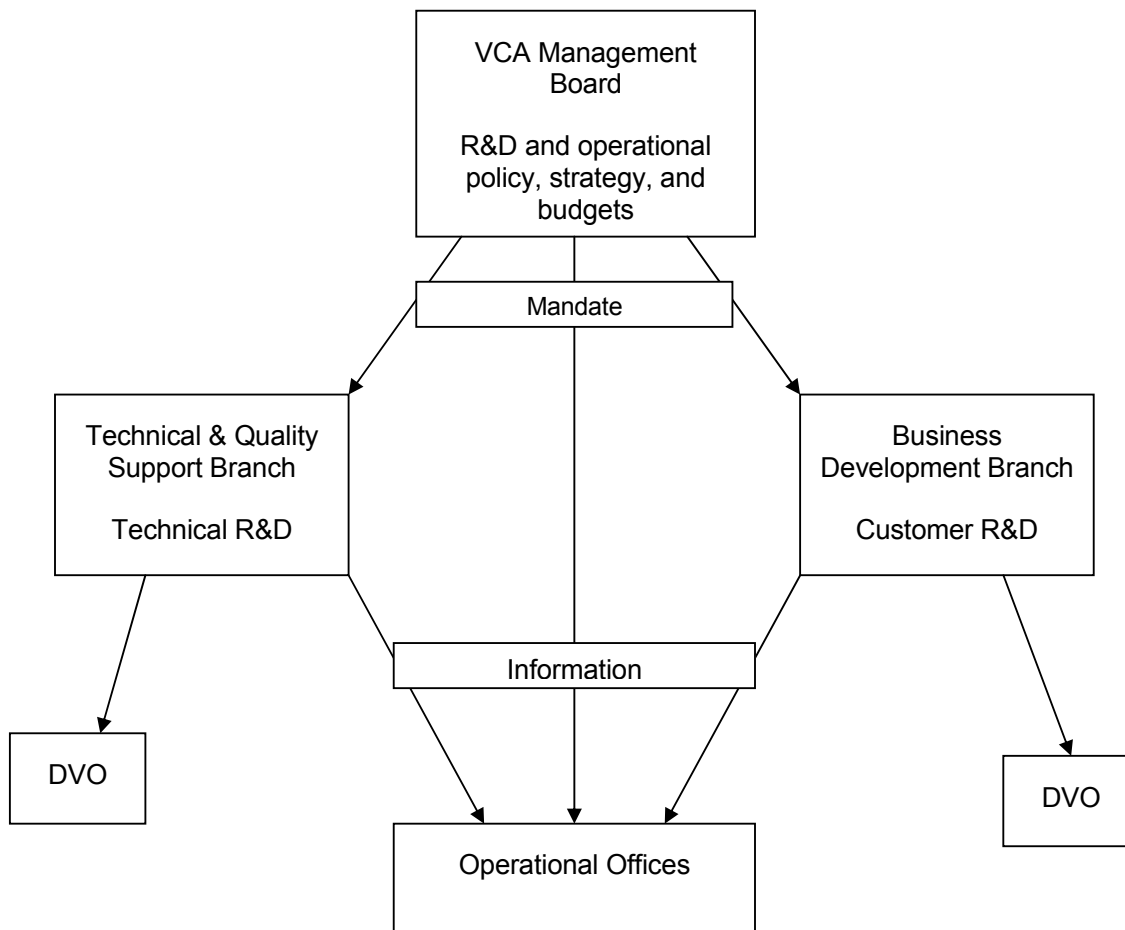 VCA Management
Board
R&D and operational
policy, strategy, and
budgets
Mandate
Technical & Quality
Support Branch
Technical R&D
Business
Development Branch
Customer R&D
Information
DVO
DVO
Operational Offices